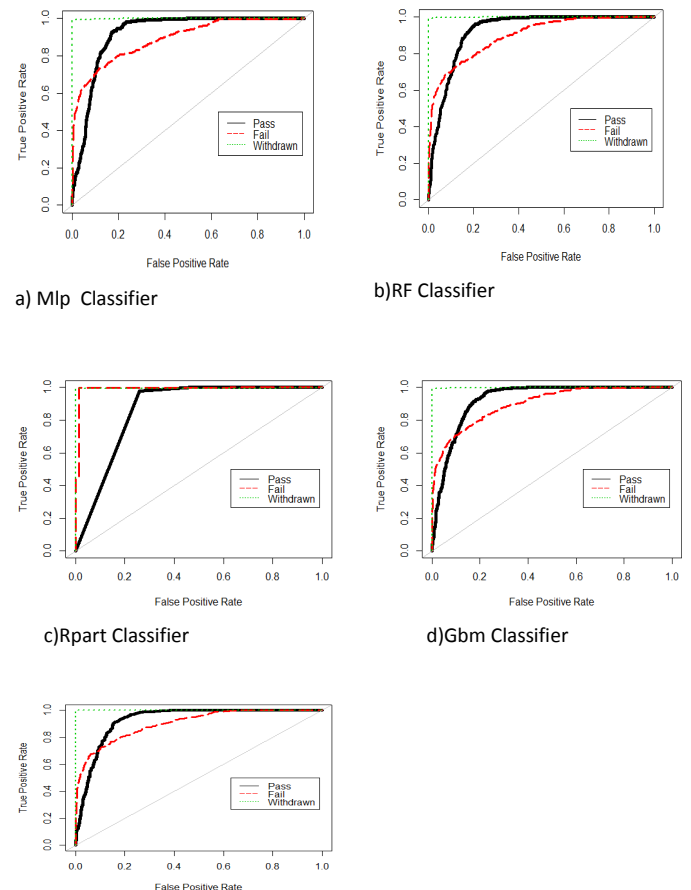 True Positive Rate
0.0 0.2 0.4 0.6 0.8 1.0
Pass
Fail
Withdrawn
0.0 0.2 0.4 0.6 0.8 1.0
False Positive Rate
a) Mlp Classifier
True Positive Rate
0.0 0.2 0.4 0.6 0.8 1.0
Pass
Fail
Withdrawn
0.0 0.2 0.4 0.6 0.8 1.0
False Positive Rate
b)RF Classifier
True Positive Rate
0.0 0.2 0.4 0.6 0.8 1.0
Pass
Fail
Withdrawn
0.0 0.2 0.4 0.6 0.8 1.0
False Positive Rate
c)Rpart Classifier
True Positive Rate
0.0 0.2 0.4 0.6 0.8 1.0
Pass
Fail
Withdrawn
0.0 0.2 0.4 0.6 0.8 1.0
False Positive Rate
d)Gbm Classifier
True Positive Rate
0.0 0.2 0.4 0.6 0.8 1.0
Pass
Fail
Withdrawn
0.0 0.2 0.4 0.6 0.8 1.0
False Positive Rate